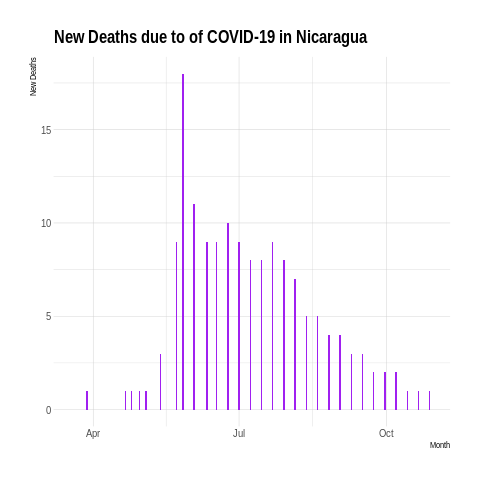 New Deaths due to of COVID-19 in Nicaragua
New Deaths
15
10
5
0
Apr Jul Oct
Month